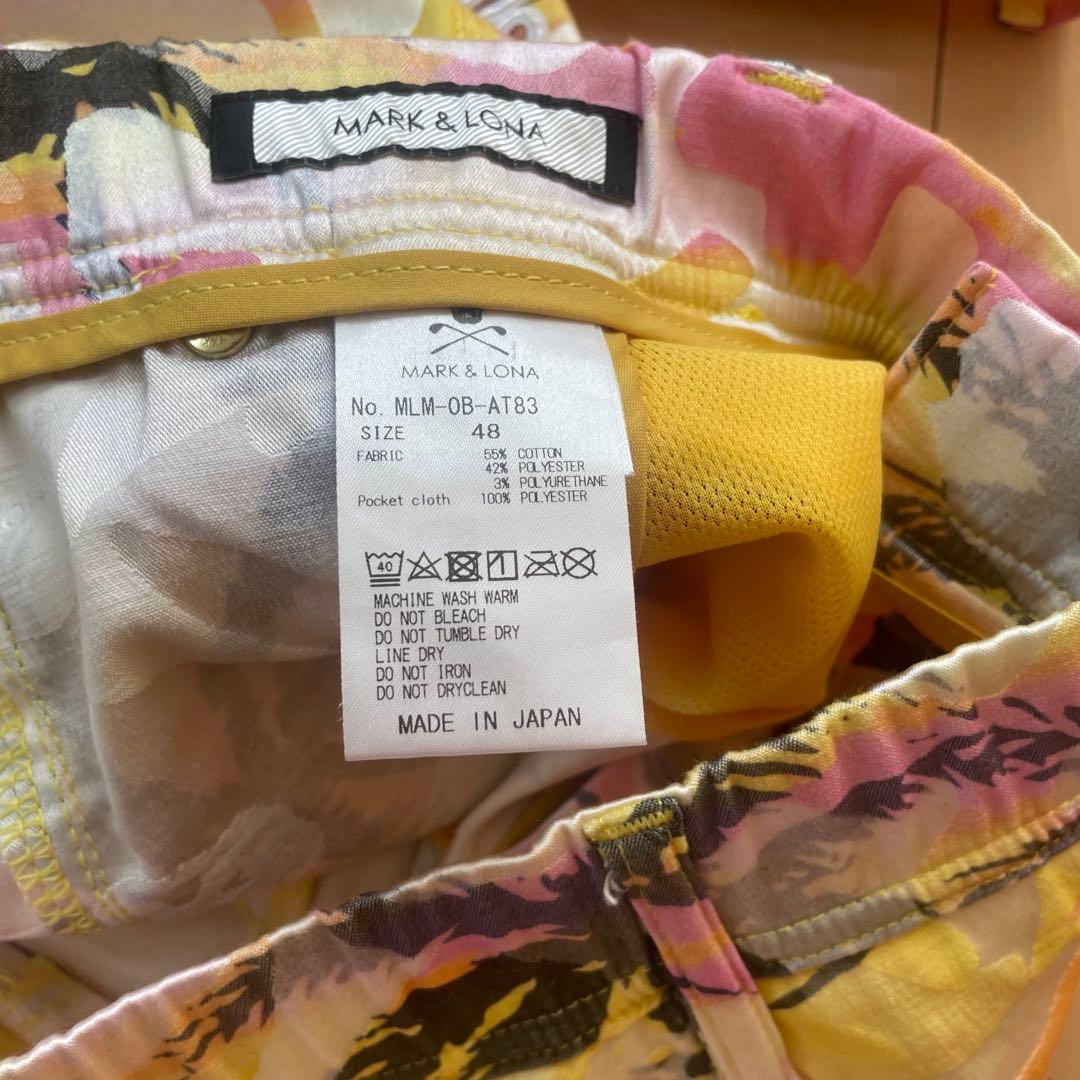 MARK & LONA
MARK & LONA
No. MLM-OB-AT83
SIZE 48
FABRIC 55% COTTON
42% POLYESTER
3% POLYURETHANE
Pocket cloth 100% POLYESTER
40
MACHINE WASH WARM
DO NOT BLEACH
DO NOT TUMBLE DRY
LINE DRY
DO NOT IRON
DO NOT DRYCLEAN
MADE IN JAPAN